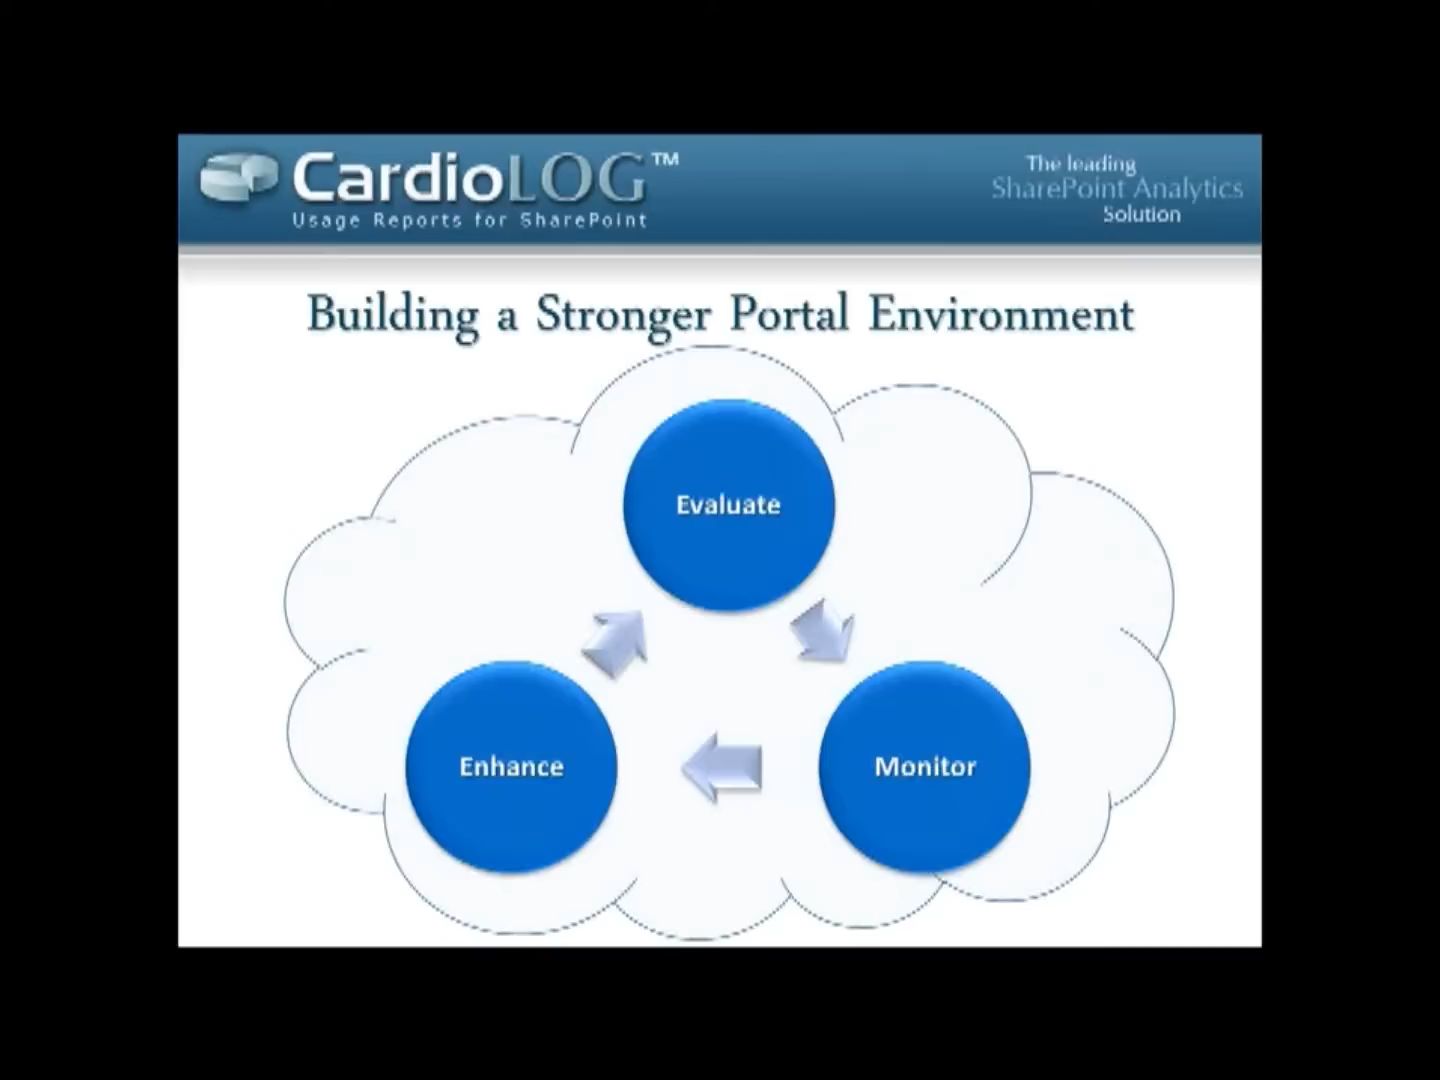 CardioLOG™
Usage Reports for SharePoint
The leading
SharePoint Analytics
Solution
Building a Stronger Portal Environment
Evaluate
Enhance
Monitor